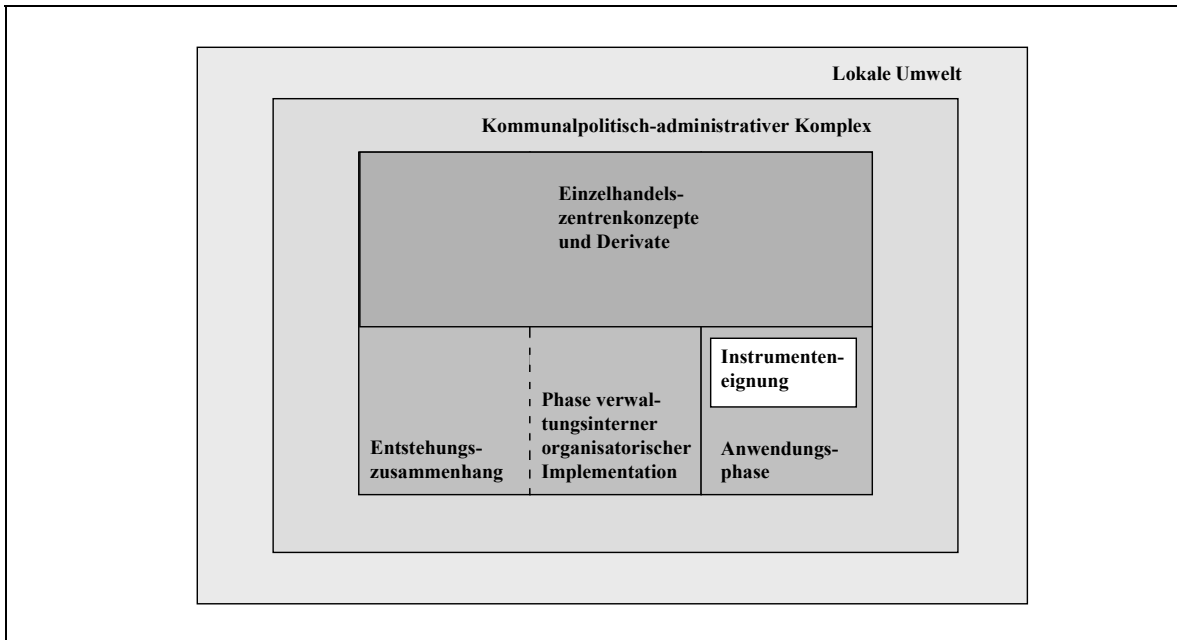 Lokale Umwelt
Kommunalpolitisch-administrativer Komplex
Einzelhandels-
zentrenkonzepte
und Derivate
Entstehungs-
zusammenhang
Phase verwal-
tungsinterner
organisatorischer
Implementation
Instrumenten-
eignung
Anwendungs-
phase